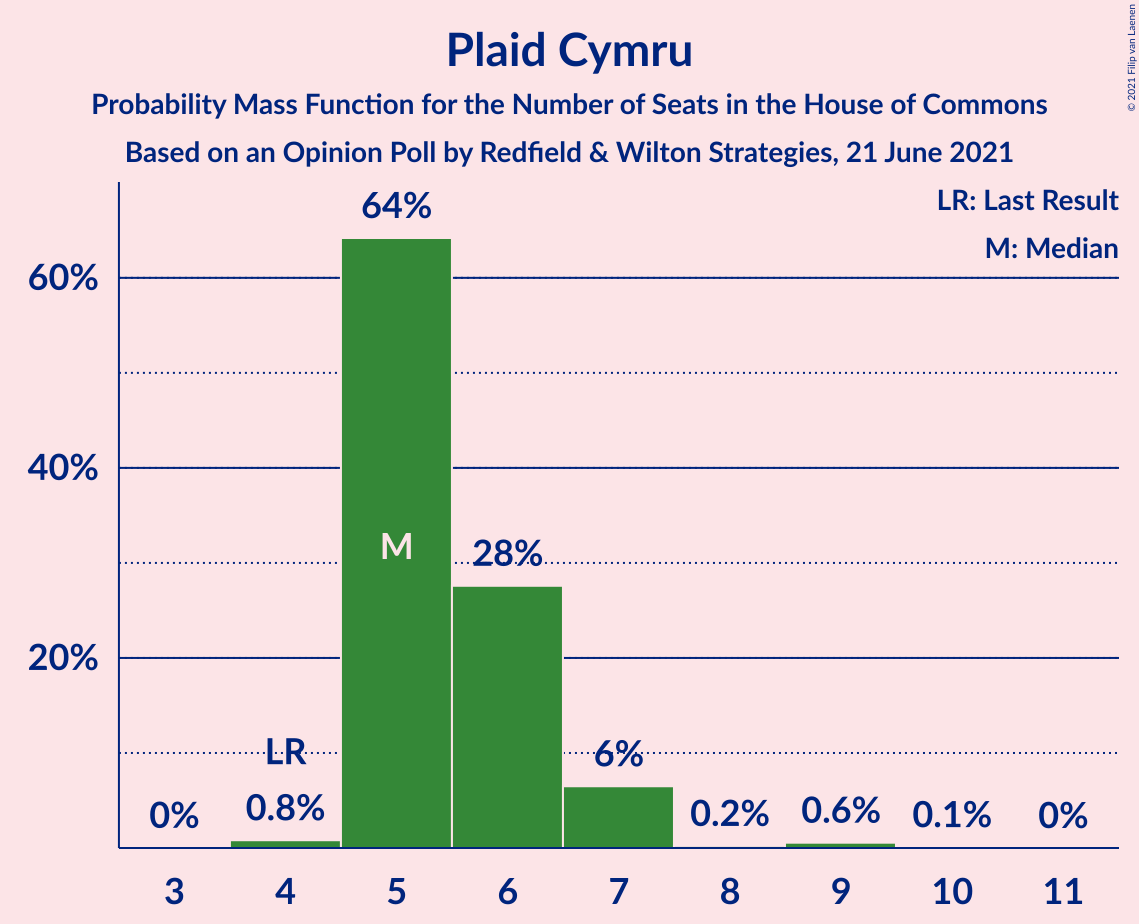 Plaid Cymru
Probability Mass Function for the Number of Seats in the House of Commons
Based on an Opinion Poll by Redfield & Wilton Strategies, 21 June 2021
© 2021 Filip van Laenen
LR: Last Result
M: Median
64%
60%
40%
M
28%
20%
LR
6%
0%
0.8%
0.2%
0.6%
0.1%
0%
3 4 5 6 7 8 9 10 11